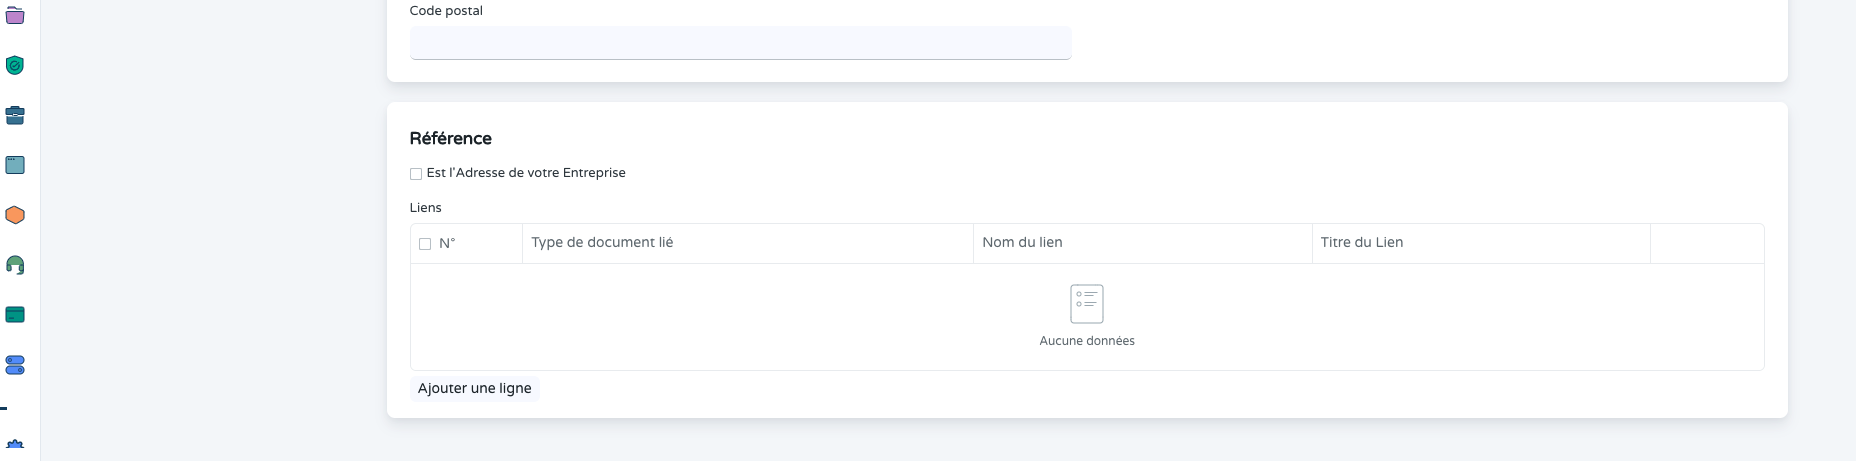 Code postal
Référence
Est l'Adresse de votre Entreprise
Liens
N° Type de document lié Nom du lien Titre du Lien
Aucune données
Ajouter une ligne